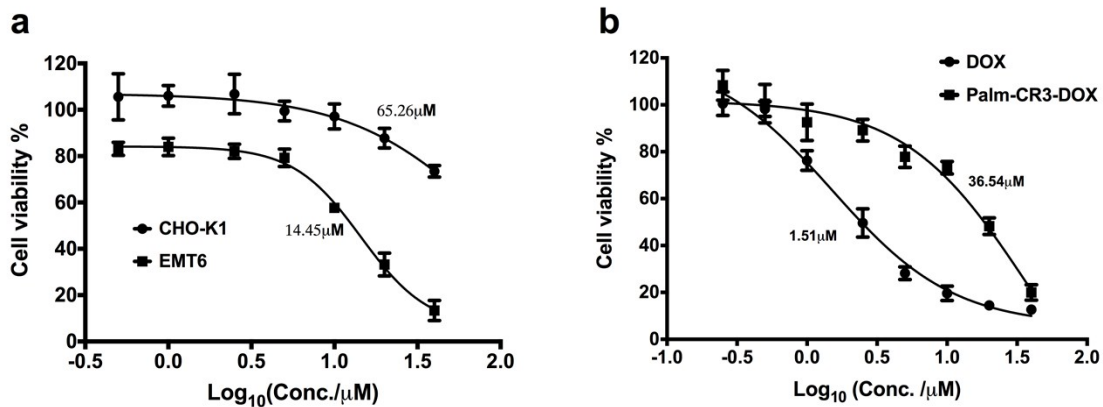 a
120
100
80
60
40
20
0
-0.5
0.0
0.5
1.0
1.5
2.0
Cell viability %
Log10(Conc./μM)
CHO-K1
EMT6
65.26μM
14.45μM
b
120
100
80
60
40
20
0
-1.0
-0.5
0.0
0.5
1.0
1.5
2.0
Cell viability %
Log10 (Conc. /μM)
DOX
Palm-CR3-DOX
36.54μM
1.51μM